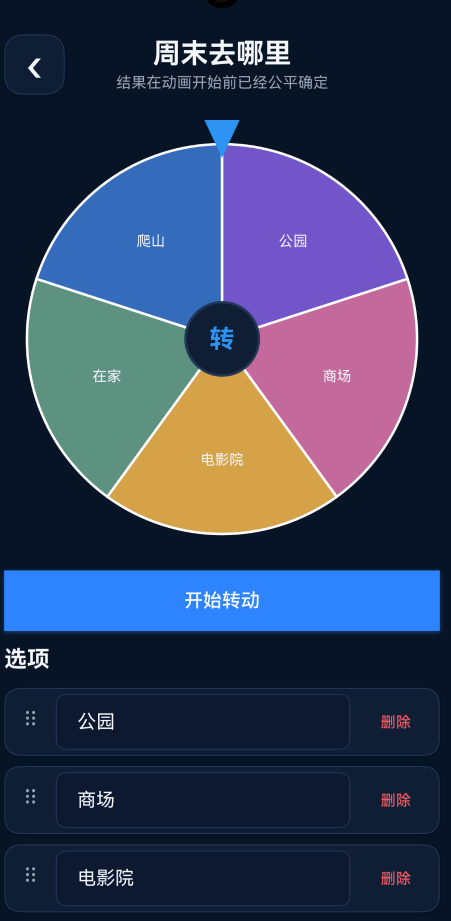 周末去哪里
结果在动画开始前已经公平确定
爬山
公园
转
在家
商场
电影院
开始转动
选项
公园
删除
商场
删除
电影院
删除